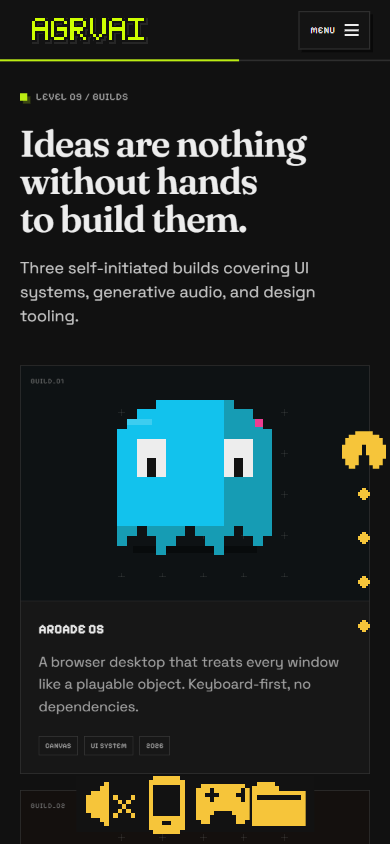 AGRVAI
MENU
LEVEL 09 / BUILDS
Ideas are nothing
without hands
to build them.
Three self-initiated builds covering UI
systems, generative audio, and design
tooling.
BUILD.01
ARCADE OS
A browser desktop that treats every window
like a playable object. Keyboard-first, no
dependencies.
CANVAS
UI SYSTEM
2026
BUILD.02